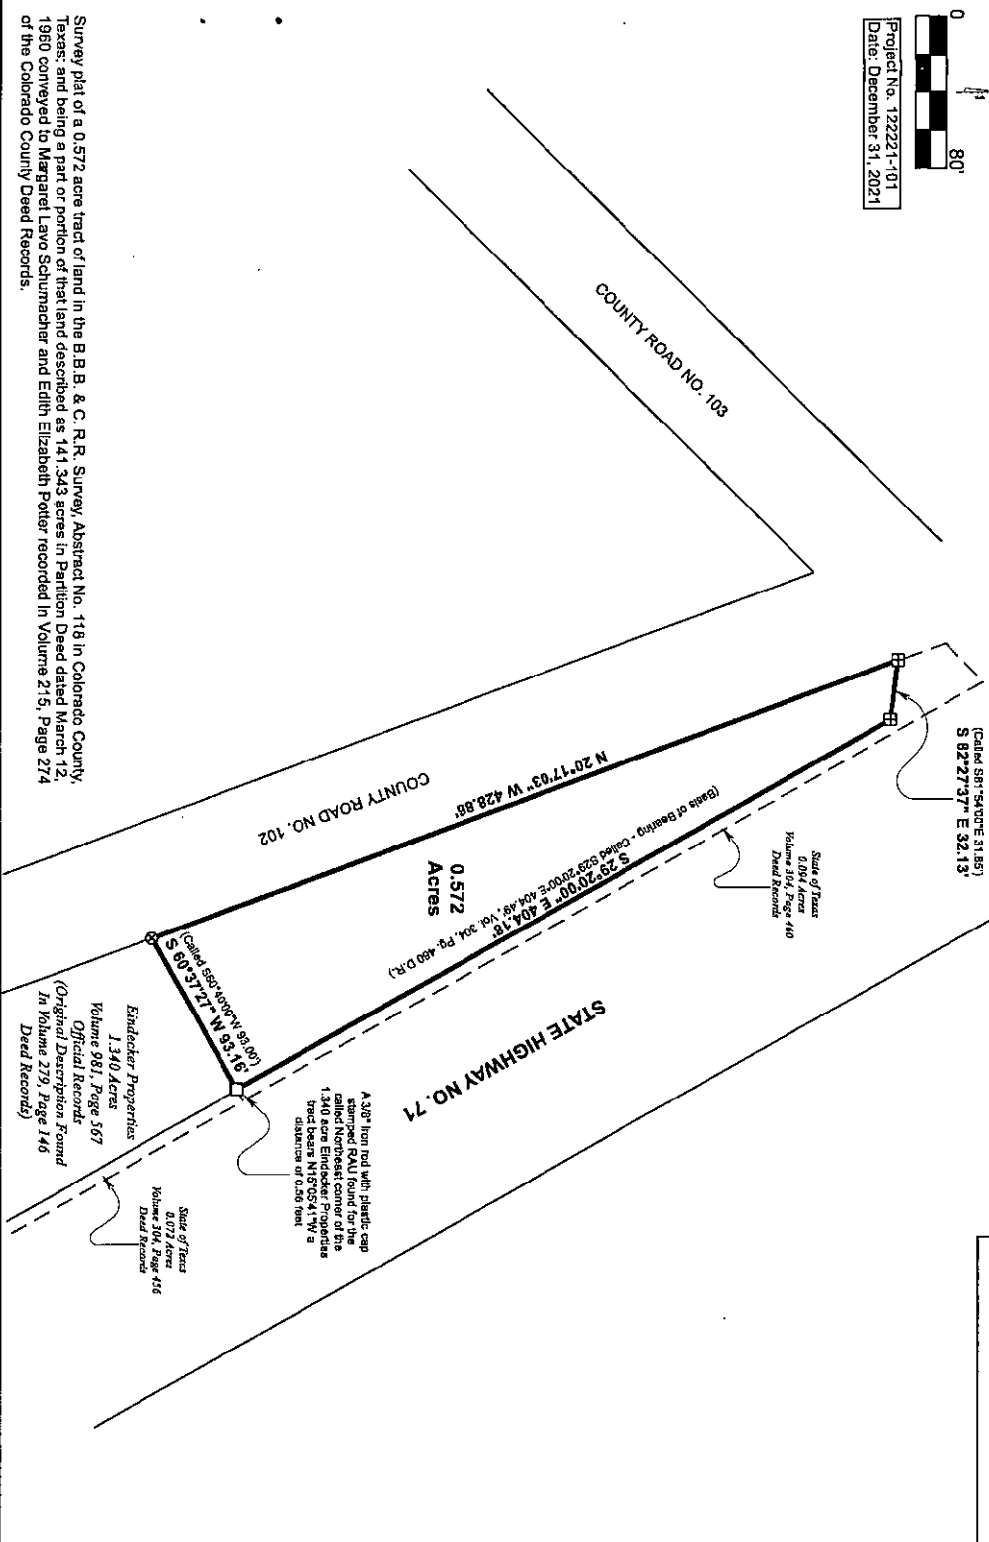 0
80'
Project No. 122221-101
Date: December 31, 2021
COUNTY ROAD NO. 103
(Called S81°54'00"E 31.85')
S 82°27'37" E 32.13'
State of Texas
0.094 Acres
Volume 304, Page 460
Deed Records
N 20°17'03" W 428.88'
COUNTY ROAD NO. 102
(Basis of Bearing - Called S29°20'00"E 404.49', Vol. 304, Pg. 460 D.R.)
S 29°20'00" E 404.18'
0.572
Acres
STATE HIGHWAY NO. 71
(Called S60°40'00"W 93.00')
S 60°37'27" W 93.16'
A 3/8" iron rod with plastic cap
stamped RAU found for the
called Northeast corner of the
1.340 acre Eindecker Properties
tract bears N16°05'41"W a
distance of 0.56 feet
Eindecker Properties
1.340 Acres
Volume 981, Page 567
Official Records
(Original Description Found
In Volume 279, Page 146
Deed Records)
State of Texas
0.072 Acres
Volume 304, Page 456
Deed Records
Survey plat of a 0.572 acre tract of land in the B.B.B. & C. R.R. Survey, Abstract No. 118 in Colorado County,
Texas; and being a part or portion of that land described as 141.343 acres in Partition Deed dated March 12,
1960 conveyed to Margaret Lavo Schumacher and Edith Elizabeth Potter recorded in Volume 215, Page 274
of the Colorado County Deed Records.